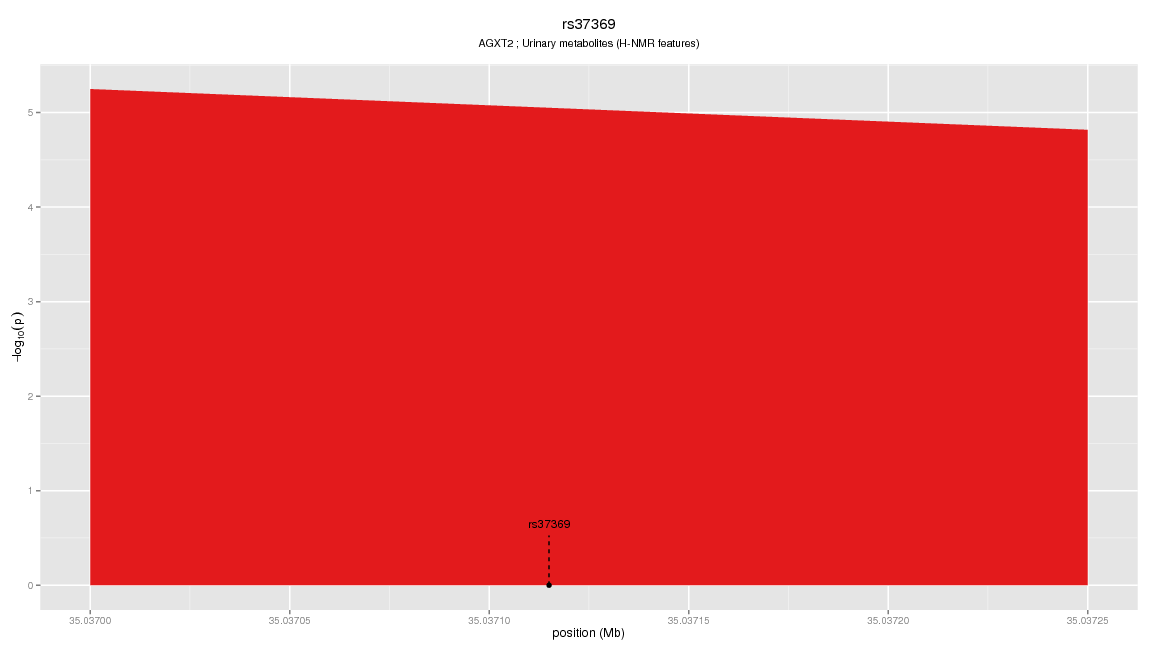 rs37369
AGXT2 ; Urinary metabolites (H-NMR features)
5
4
3
2
1
0
−log10(p)
rs37369
35.03700
35.03705
35.03710
35.03715
35.03720
35.03725
position (Mb)